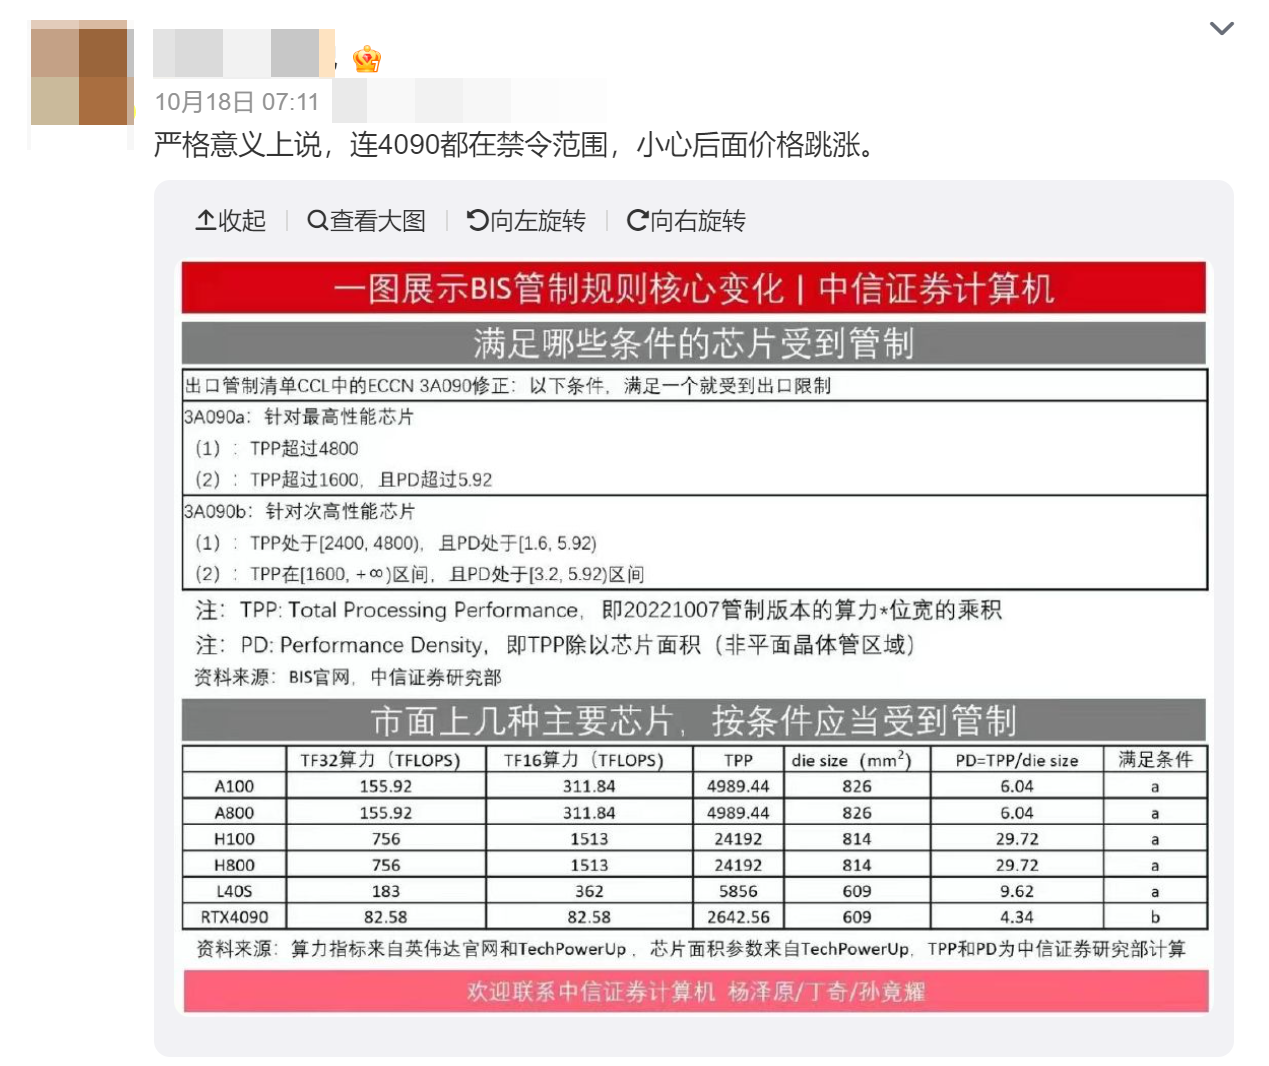 10月18日 07:11
严格意义上说，连4090都在禁令范围，小心后面价格跳涨。
收起 查看大图 向左旋转 向右旋转
一图展示BIS管制规则核心变化 | 中信证券计算机
满足哪些条件的芯片受到管制
出口管制清单CCL中的ECCN 3A090修正：以下条件，满足一个就受到出口限制
3A090a：针对最高性能芯片
（1）：TPP超过4800
（2）：TPP超过1600，且PD超过5.92
3A090b：针对次高性能芯片
（1）：TPP处于[2400, 4800)，且PD处于[1.6, 5.92)
（2）：TPP在[1600, +∞)区间，且PD处于[3.2, 5.92)区间
注：TPP: Total Processing Performance，即20221007管制版本的算力*位宽的乘积
注：PD: Performance Density，即TPP除以芯片面积（非平面晶体管区域）
资料来源：BIS官网，中信证券研究部
市面上几种主要芯片，按条件应当受到管制
TF32算力（TFLOPS） TF16算力（TFLOPS） TPP die size（mm²） PD=TPP/die size 满足条件
A100 155.92 311.84 4989.44 826 6.04 a
A800 155.92 311.84 4989.44 826 6.04 a
H100 756 1513 24192 814 29.72 a
H800 756 1513 24192 814 29.72 a
L40S 183 362 5856 609 9.62 a
RTX4090 82.58 82.58 2642.56 609 4.34 b
资料来源：算力指标来自英伟达官网和TechPowerUp，芯片面积参数来自TechPowerUp，TPP和PD为中信证券研究部计算
欢迎联系中信证券计算机 杨泽原/丁奇/孙竟耀